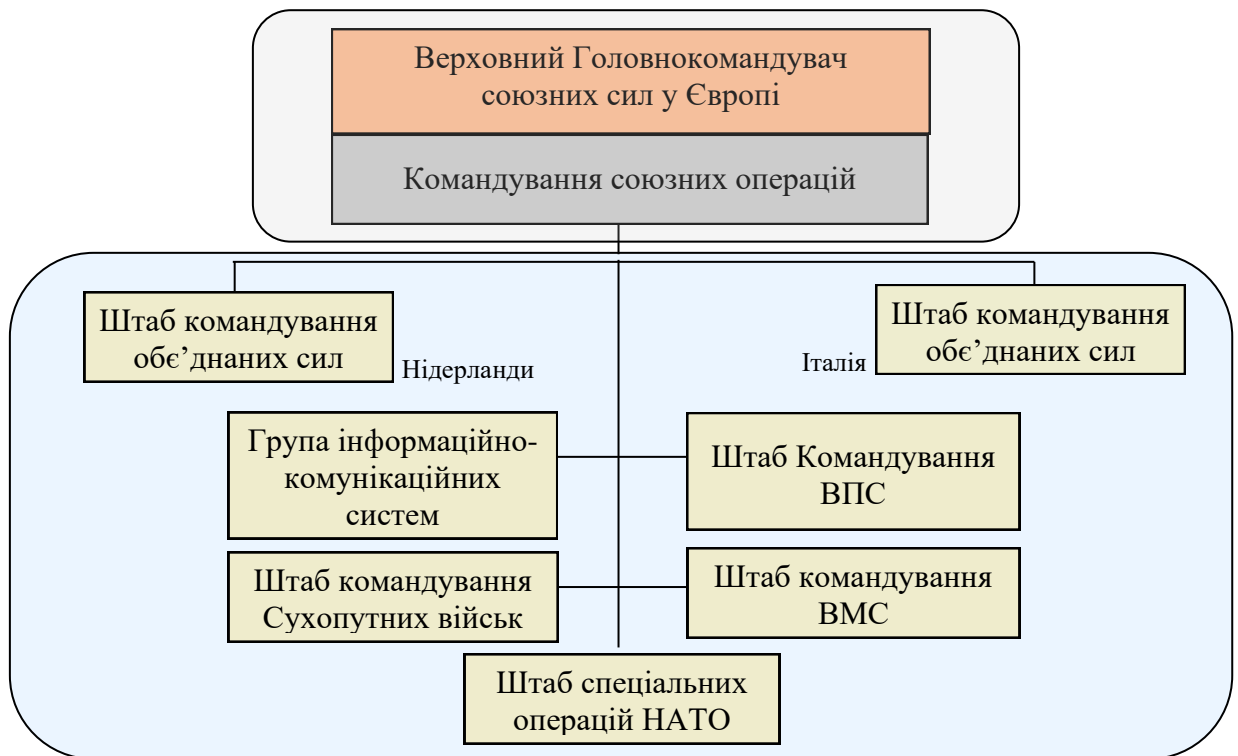 Верховний Головнокомандувач
союзних сил у Європі
Командування союзних операцій
Штаб командування
обє’днаних сил
Нідерланди
Штаб командування
обє’днаних сил
Італія
Група інформаційно-
комунікаційних
систем
Штаб Командування
ВПС
Штаб командування
Сухопутних військ
Штаб командування
ВМС
Штаб спеціальних
операцій НАТО